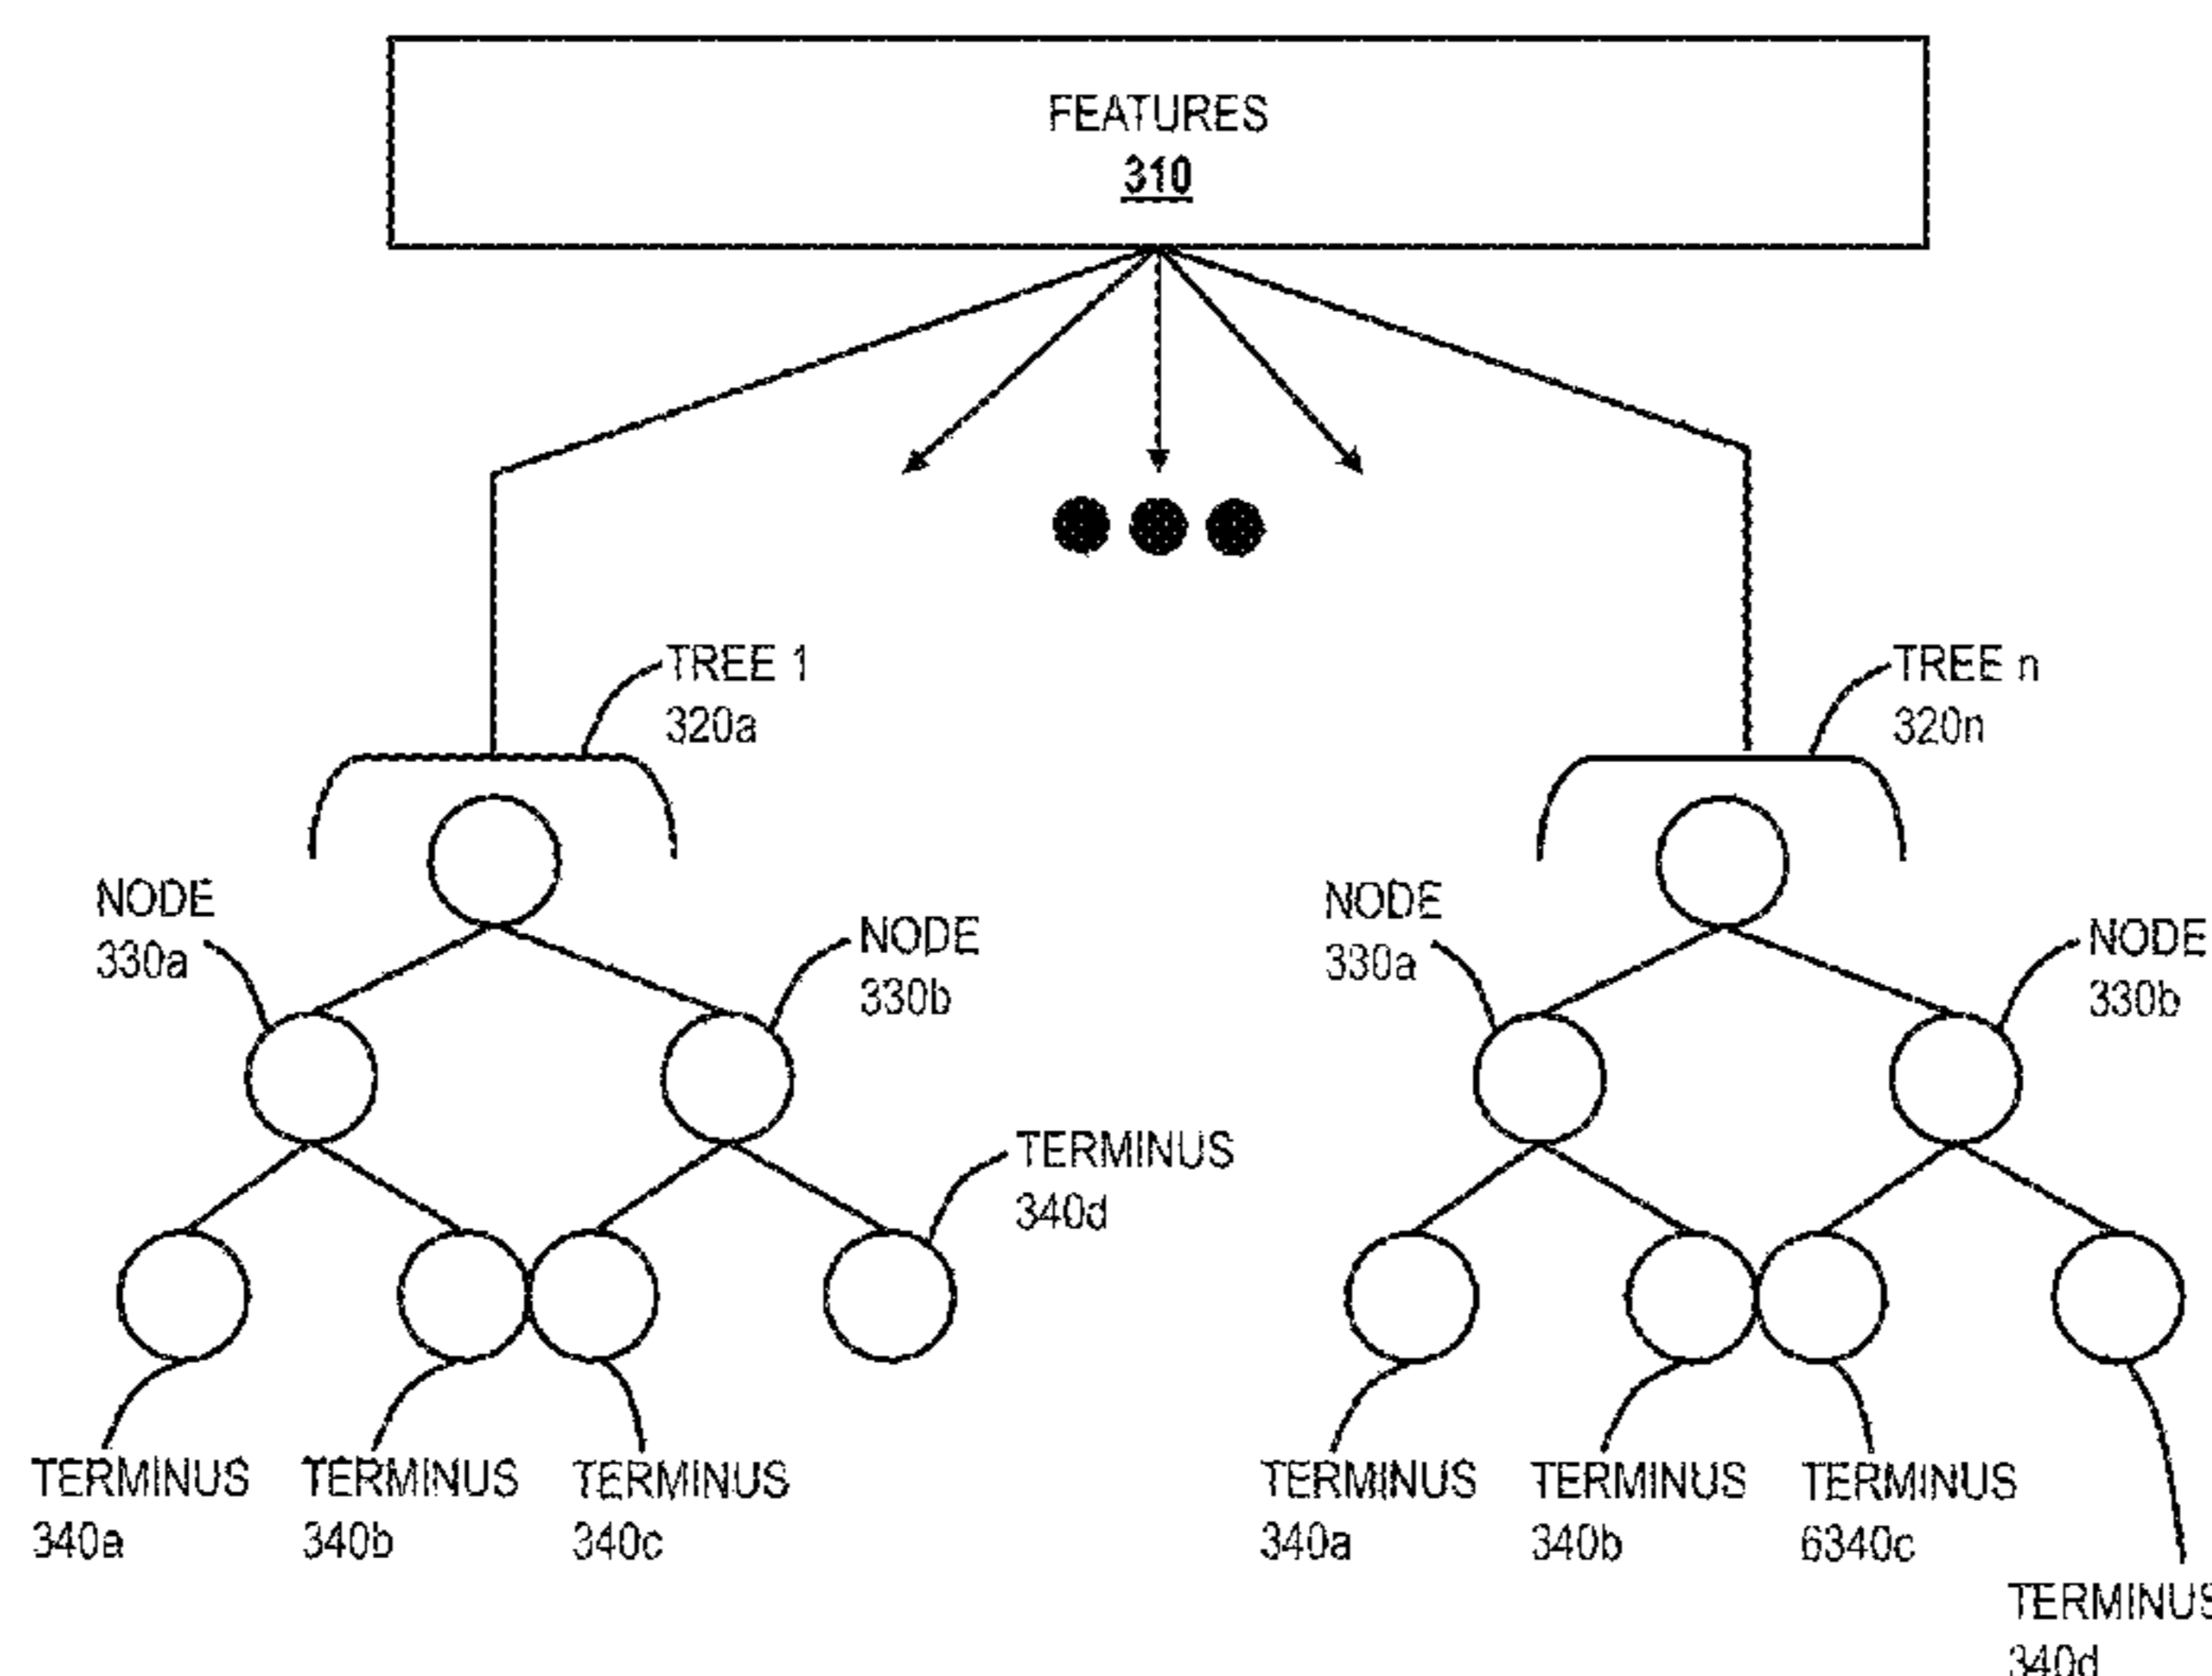 FEATURES
310
TREE 1
320a
TREE n
320n
NODE
330a
NODE
330b
NODE
330a
NODE
330b
TERMINUS
340d
TERMINUS
340a
TERMINUS
340b
TERMINUS
340c
TERMINUS
340a
TERMINUS
340b
TERMINUS
6340c
TERMINUS
340d